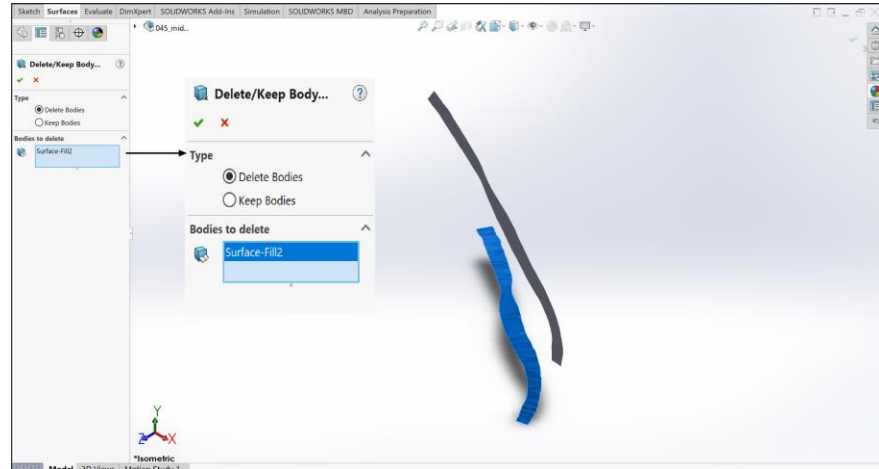 Sketch Surfaces Evaluate DimXpert SOLIDWORKS Add-Ins Simulation SOLIDWORKS MBD Analysis Preparation
045_mid..
Delete/Keep Body...
Type
Delete Bodies
Keep Bodies
Bodies to delete
Surface-Fill2
Delete/Keep Body...
Type
Delete Bodies
Keep Bodies
Bodies to delete
Surface-Fill2
Y
Z X
*Isometric
Model 3D Views Motion Study 1